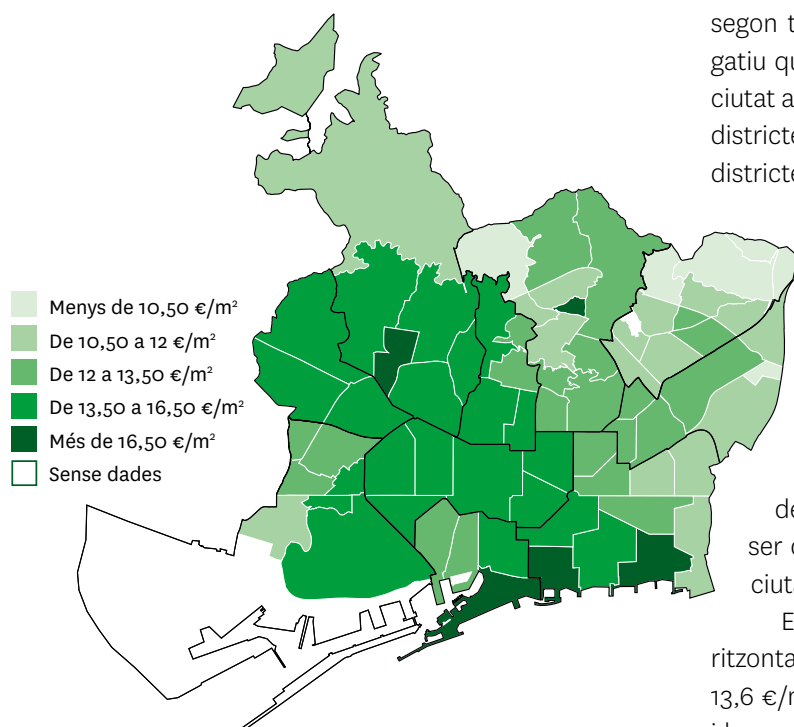 segon t
gatiu qu
ciutat a
districte
districte
Menys de 10,50 €/m²
De 10,50 a 12 €/m²
De 12 a 13,50 €/m²
De 13,50 a 16,50 €/m²
Més de 16,50 €/m²
Sense dades
de
ser d
ciuta
E
ritzonta
13,6 €/m